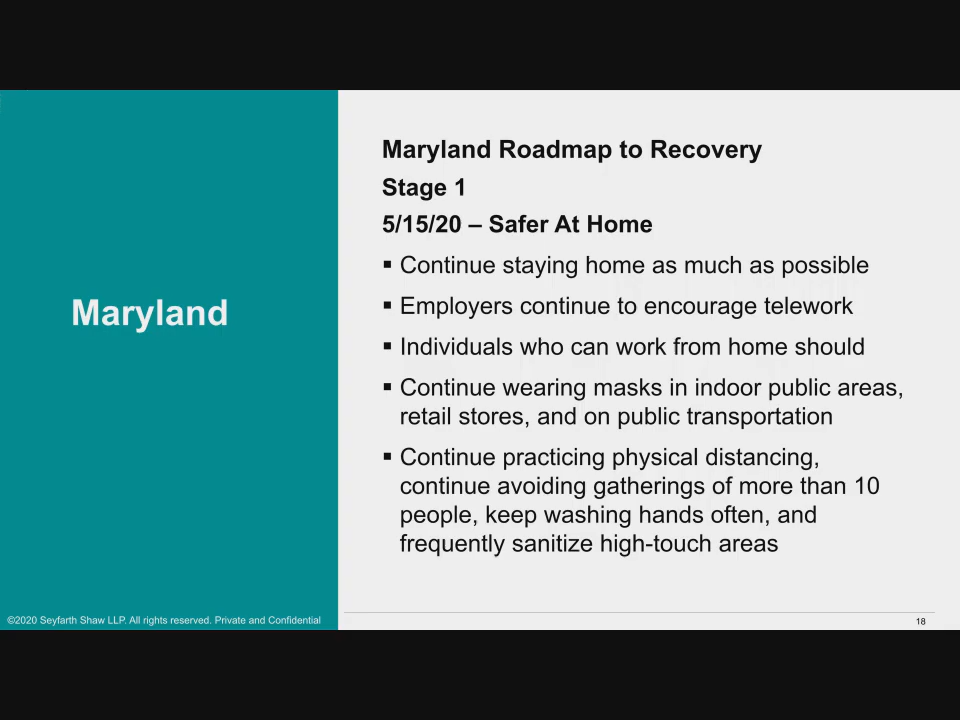 Maryland
Maryland Roadmap to Recovery
Stage 1
5/15/20 – Safer At Home
▪ Continue staying home as much as possible
▪ Employers continue to encourage telework
▪ Individuals who can work from home should
▪ Continue wearing masks in indoor public areas,
retail stores, and on public transportation
▪ Continue practicing physical distancing,
continue avoiding gatherings of more than 10
people, keep washing hands often, and
frequently sanitize high-touch areas
©2020 Seyfarth Shaw LLP. All rights reserved. Private and Confidential
18